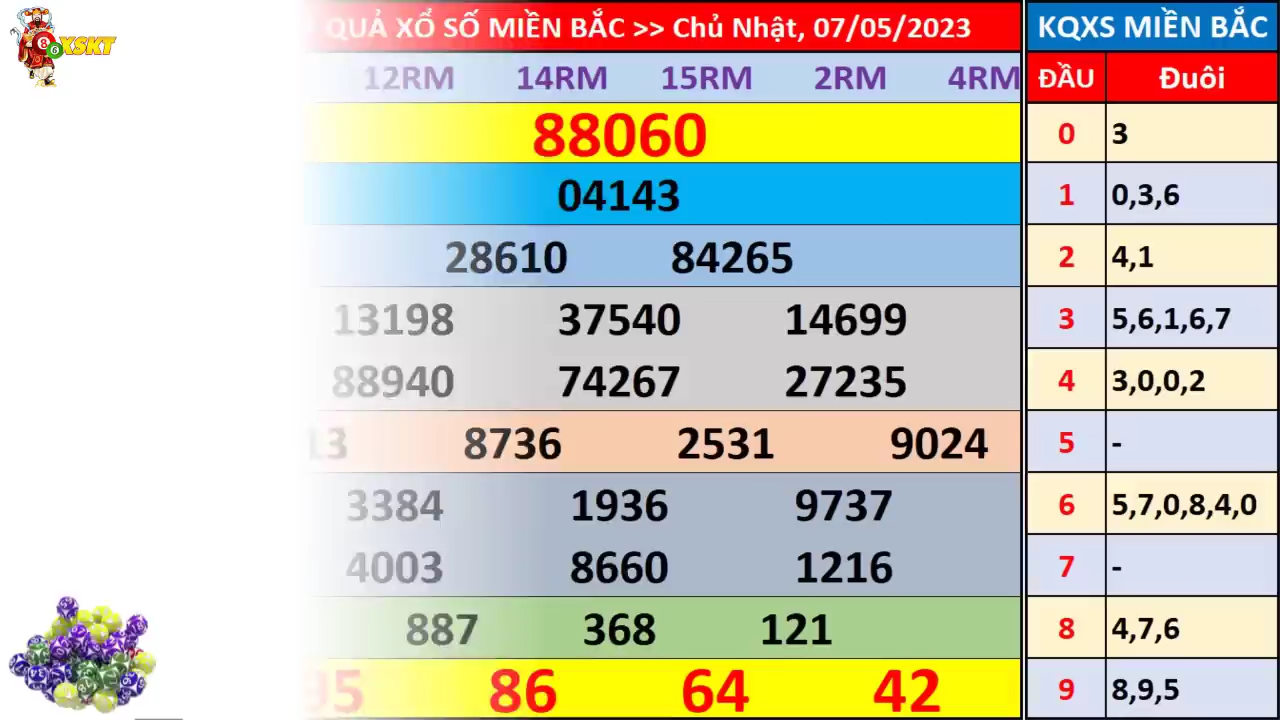 XSKT
QUẢ XỔ SỐ MIỀN BẮC >> Chủ Nhật, 07/05/2023
12RM 14RM 15RM 2RM 4RM
88060
04143
28610 84265
13198 37540 14699
88940 74267 27235
13 8736 2531 9024
3384 1936 9737
4003 8660 1216
887 368 121
95 86 64 42
KQXS MIỀN BẮC
ĐẦU Đuôi
0 3
1 0,3,6
2 4,1
3 5,6,1,6,7
4 3,0,0,2
5 -
6 5,7,0,8,4,0
7 -
8 4,7,6
9 8,9,5